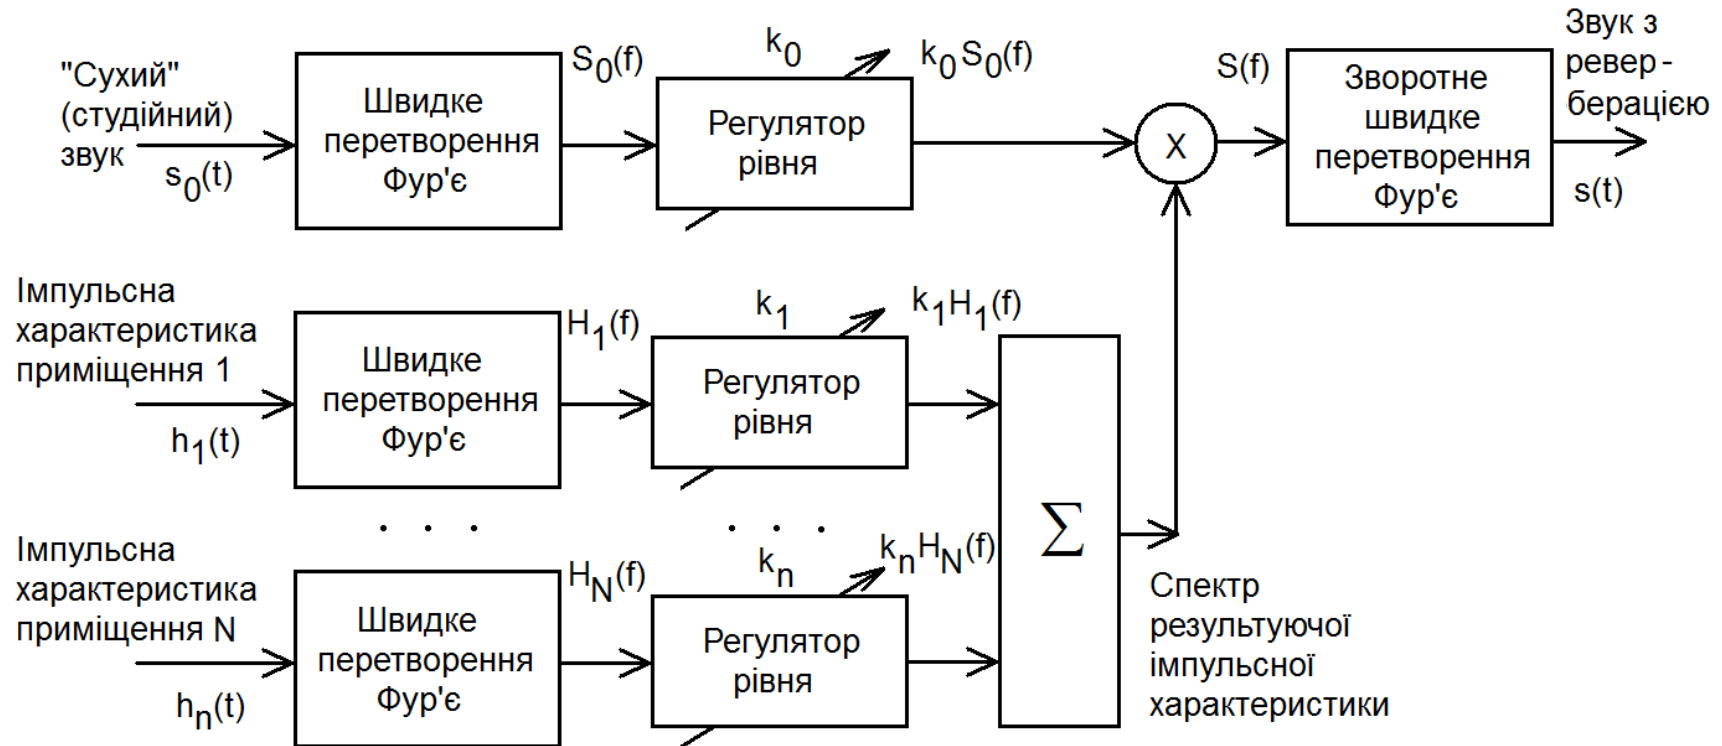 "Сухий"
(студійний)
звук
s0(t)
Швидке
перетворення
Фур'є
S0(f)
k0
Регулятор
рівня
k0S0(f)
X
S(f)
Зворотне
швидке
перетворення
Фур'є
Звук з
ревер -
берацією
s(t)
Імпульсна
характеристика
приміщення 1
h1(t)
Швидке
перетворення
Фур'є
H1(f)
k1
Регулятор
рівня
k1H1(f)
. . .
. . .
∑
Імпульсна
характеристика
приміщення N
hn(t)
Швидке
перетворення
Фур'є
HN(f)
kn
Регулятор
рівня
knHN(f)
Спектр
результуючої
імпульсної
характеристики